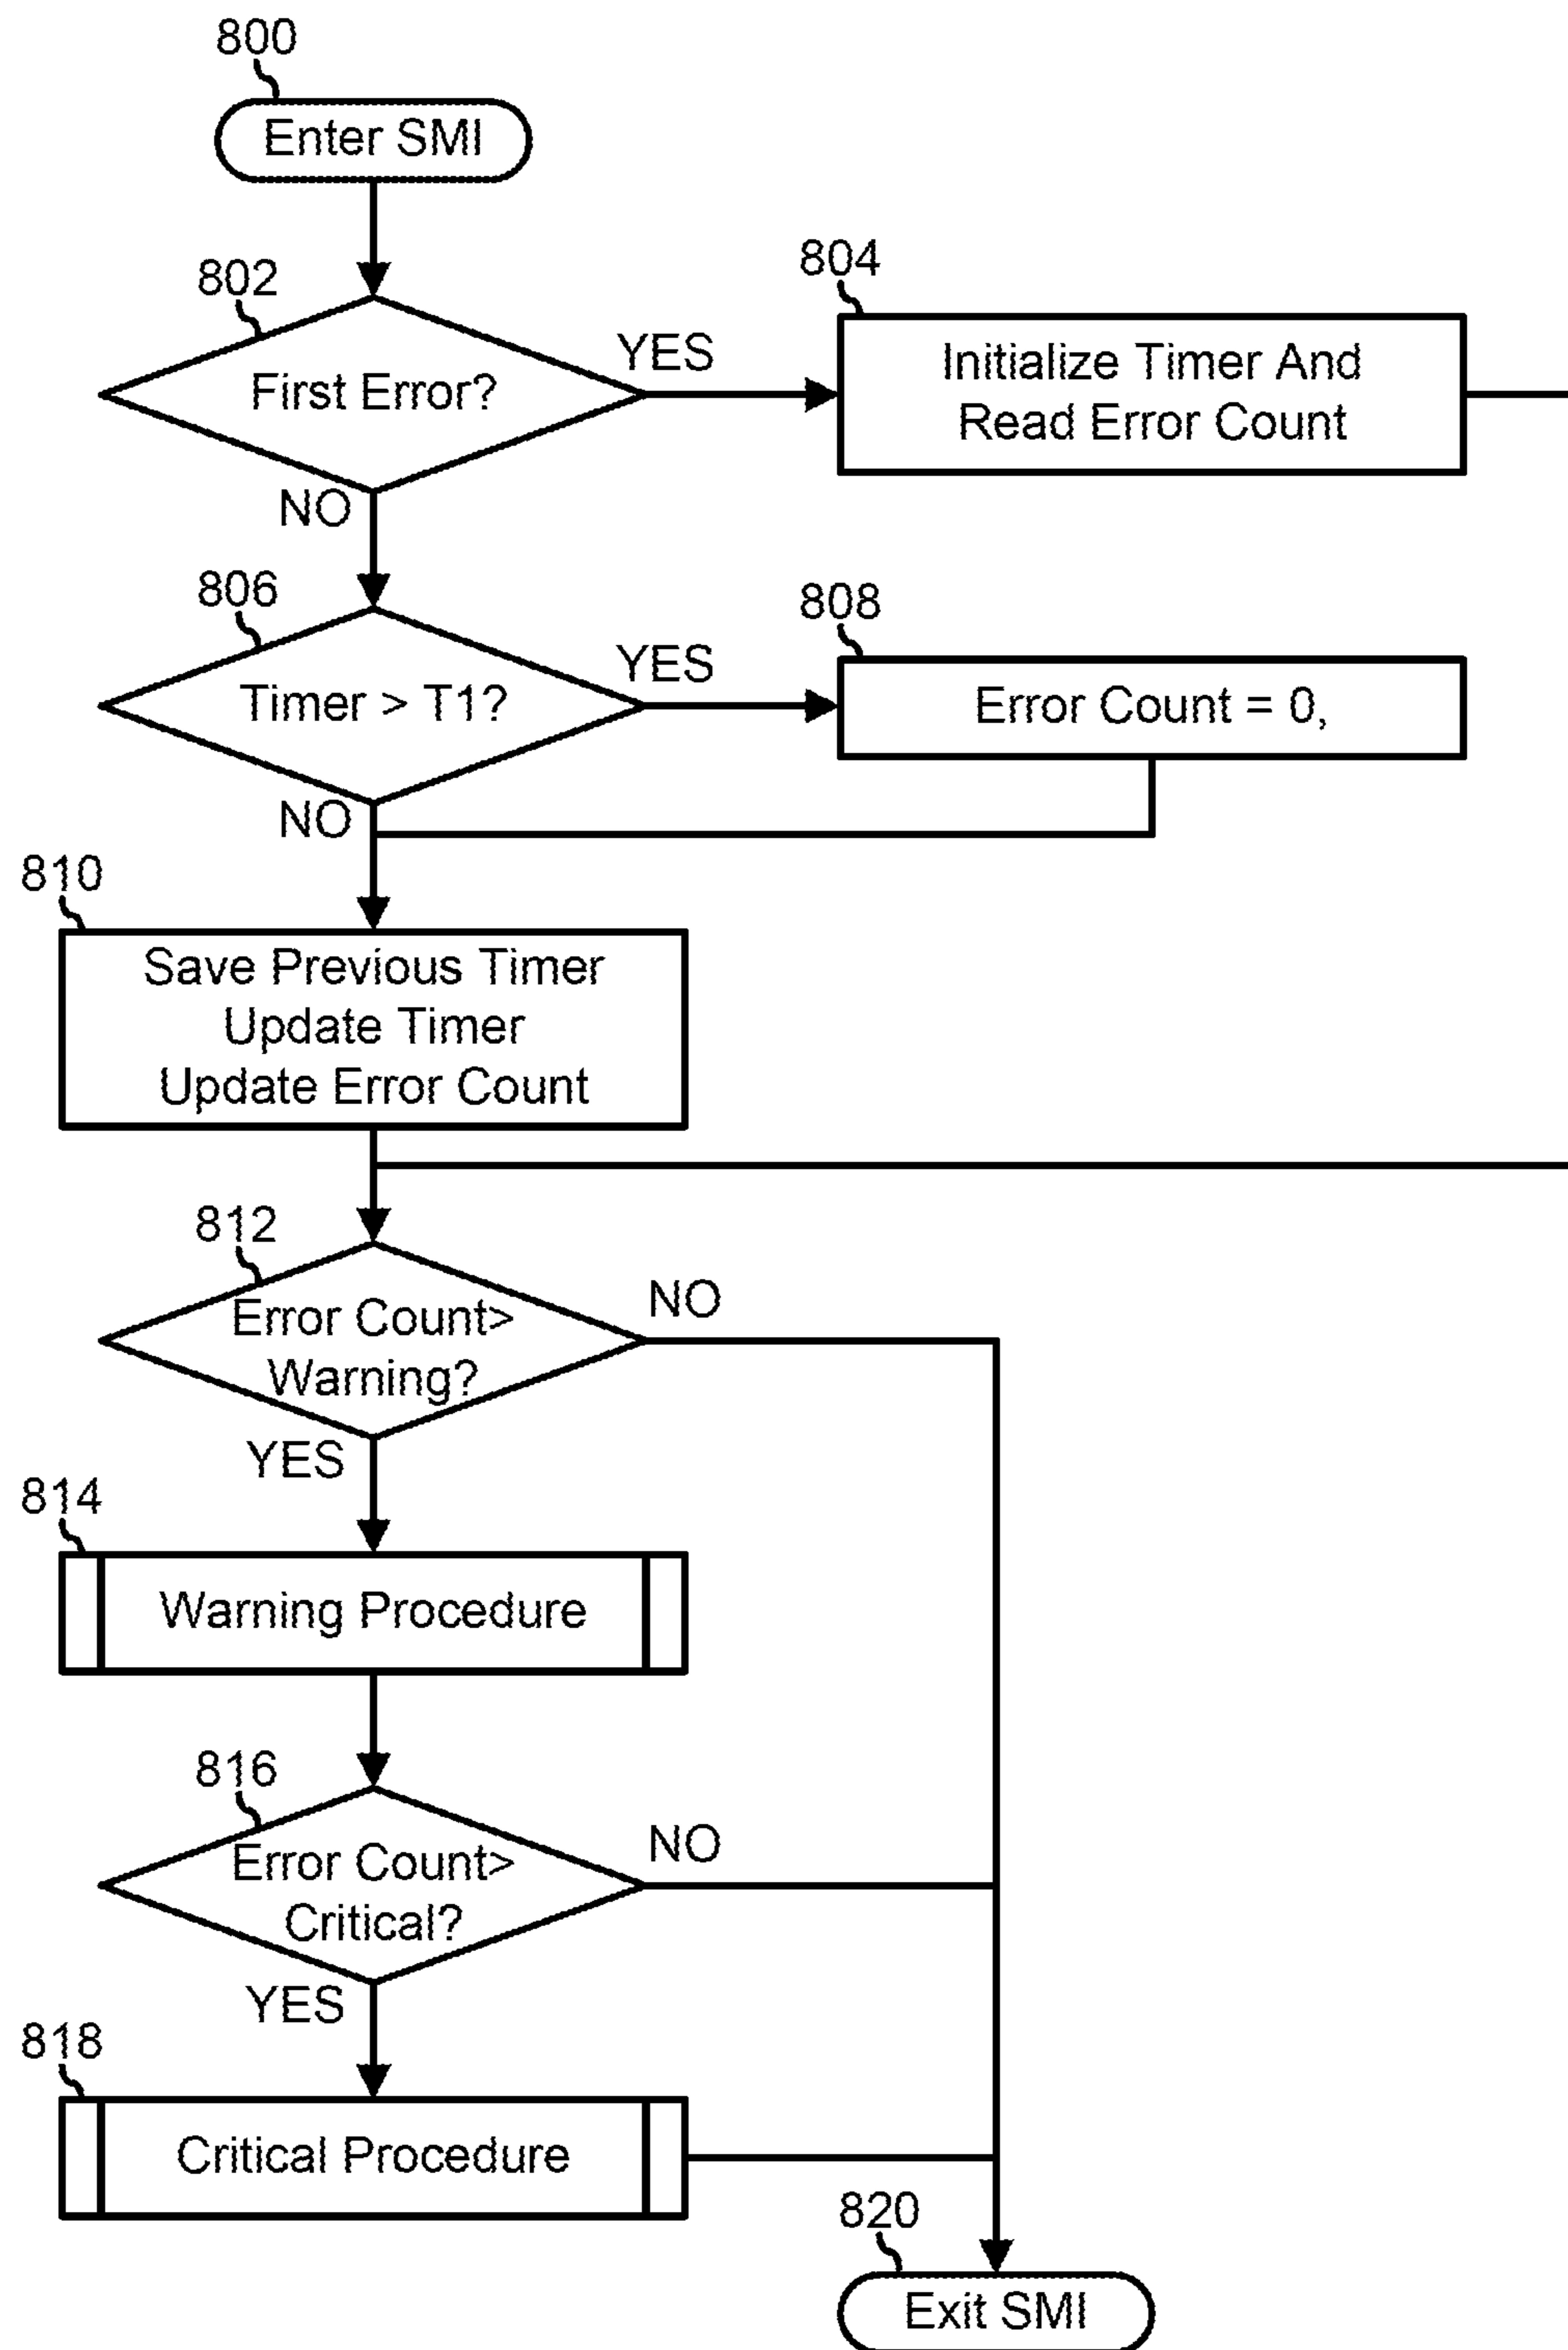 800
Enter SMI
802
First Error?
YES
NO
804
Initialize Timer And
Read Error Count
806
Timer > T1?
YES
NO
808
Error Count = 0,
810
Save Previous Timer
Update Timer
Update Error Count
812
Error Count>
Warning?
NO
YES
814
Warning Procedure
816
Error Count>
Critical?
NO
YES
818
Critical Procedure
820
Exit SMI